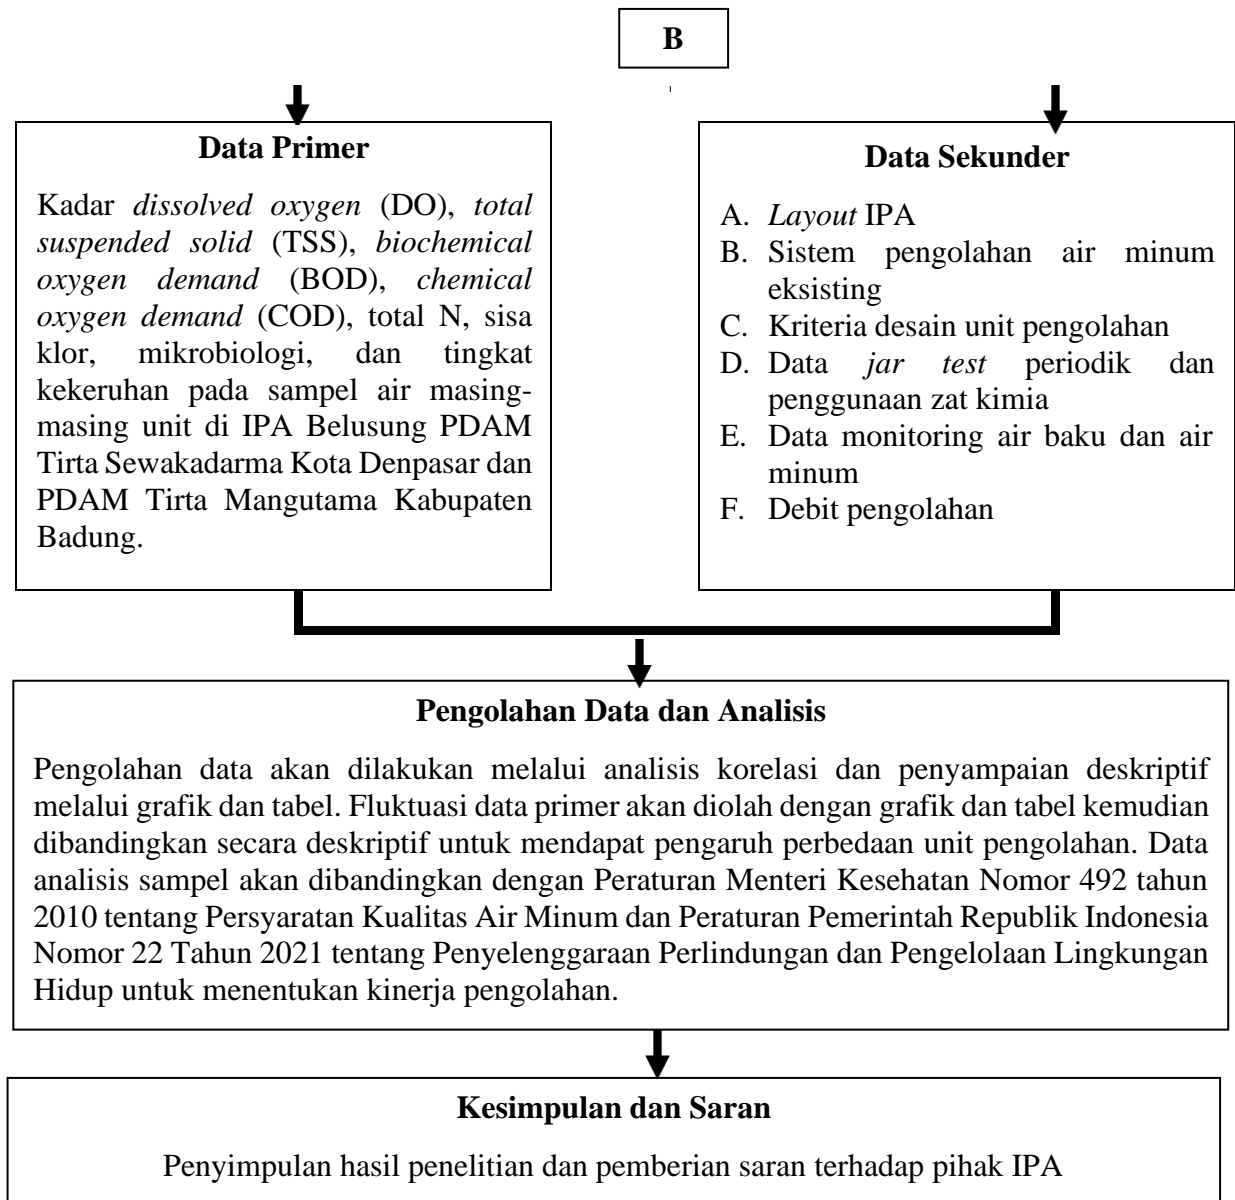 B
Data Primer
Kadar dissolved oxygen (DO), total
suspended solid (TSS), biochemical
oxygen demand (BOD), chemical
oxygen demand (COD), total N, sisa
klor, mikrobiologi, dan tingkat
kekeruhan pada sampel air masing-
masing unit di IPA Belusung PDAM
Tirta Sewakadarma Kota Denpasar dan
PDAM Tirta Mangutama Kabupaten
Badung.
Data Sekunder
A. Layout IPA
B. Sistem pengolahan air minum
eksisting
C. Kriteria desain unit pengolahan
D. Data jar test periodik dan
penggunaan zat kimia
E. Data monitoring air baku dan air
minum
F. Debit pengolahan
Pengolahan Data dan Analisis
Pengolahan data akan dilakukan melalui analisis korelasi dan penyampaian deskriptif
melalui grafik dan tabel. Fluktuasi data primer akan diolah dengan grafik dan tabel kemudian
dibandingkan secara deskriptif untuk mendapat pengaruh perbedaan unit pengolahan. Data
analisis sampel akan dibandingkan dengan Peraturan Menteri Kesehatan Nomor 492 tahun
2010 tentang Persyaratan Kualitas Air Minum dan Peraturan Pemerintah Republik Indonesia
Nomor 22 Tahun 2021 tentang Penyelenggaraan Perlindungan dan Pengelolaan Lingkungan
Hidup untuk menentukan kinerja pengolahan.
Kesimpulan dan Saran
Penyimpulan hasil penelitian dan pemberian saran terhadap pihak IPA